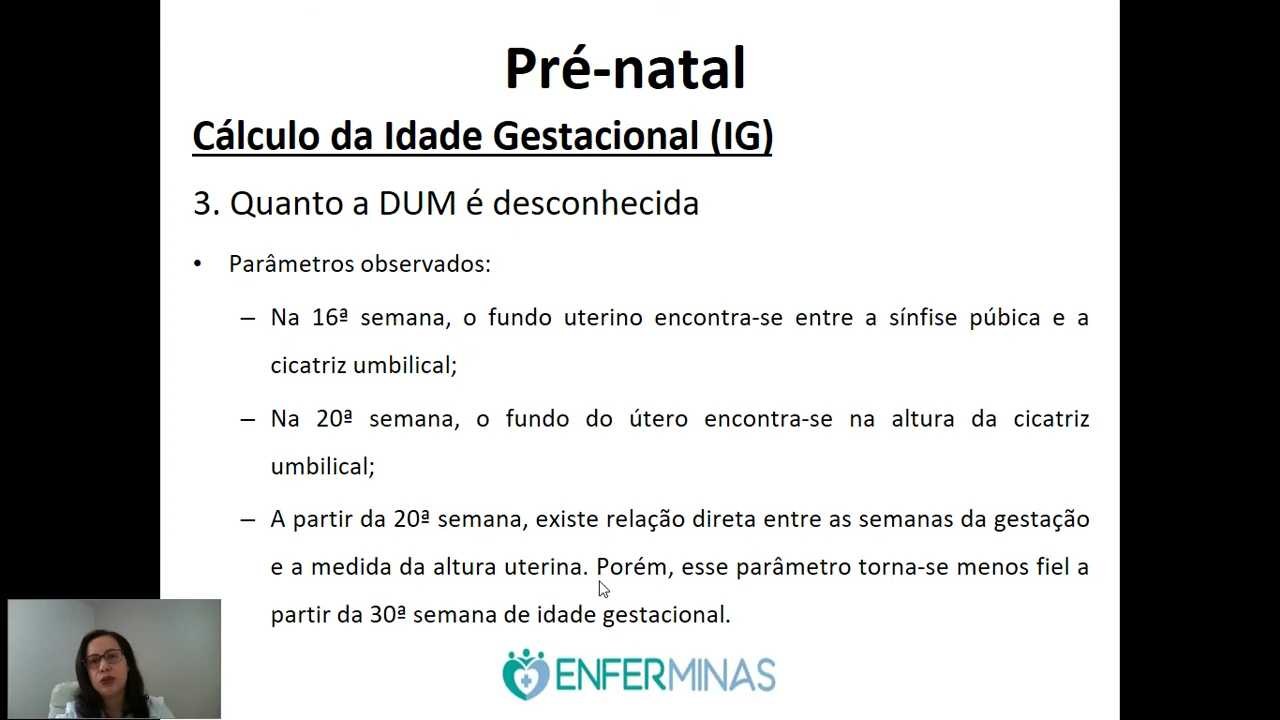 Pré-natal
Cálculo da Idade Gestacional (IG)
3. Quanto a DUM é desconhecida
• Parâmetros observados:
– Na 16ª semana, o fundo uterino encontra-se entre a sínfise púbica e a
cicatriz umbilical;
– Na 20ª semana, o fundo do útero encontra-se na altura da cicatriz
umbilical;
– A partir da 20ª semana, existe relação direta entre as semanas da gestação
e a medida da altura uterina. Porém, esse parâmetro torna-se menos fiel a
partir da 30ª semana de idade gestacional.
ENFERMINAS